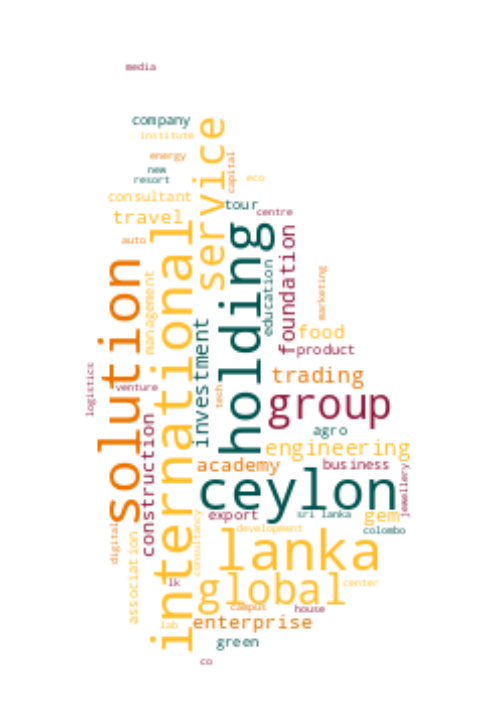 media
company
institute
service
energy
capital
new
resort
eco
consultant
tour
centre
travel
international
holding
foundation
auto
solution
education
management
marketing
investment
food
product
logistics
venture
tech
trading
group
construction
agro
engineering
academy
business
jewellery
ceylon
export
sri lanka
gem
consultancy
development
colombo
digital
association
lanka
lk
global
center
campus
house
lab
enterprise
green
co